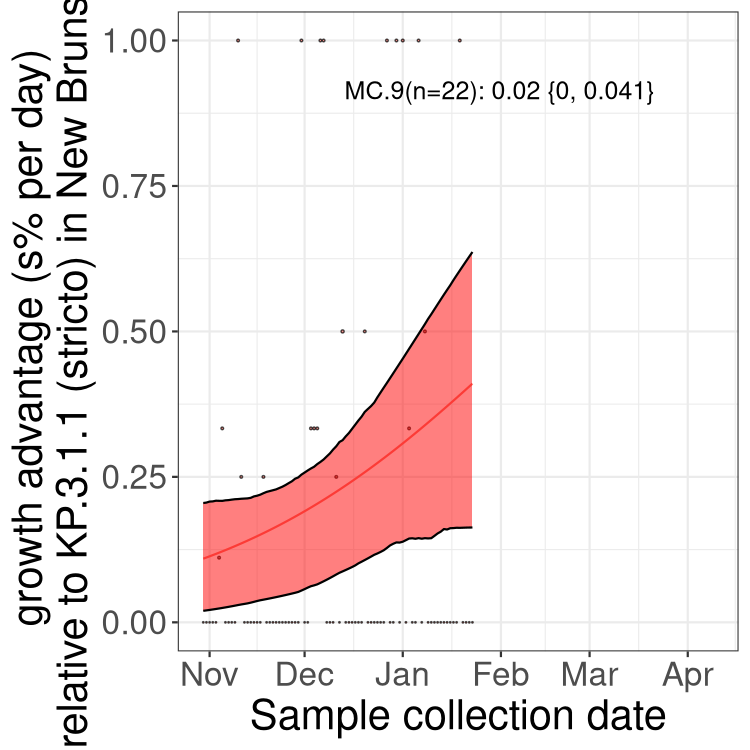 growth advantage (s% per day)
relative to KP.3.1.1 (stricto) in New Bruns
1.00
0.75
0.50
0.25
0.00
MC.9(n=22): 0.02 {0, 0.041}
Nov Dec Jan Feb Mar Apr
Sample collection date